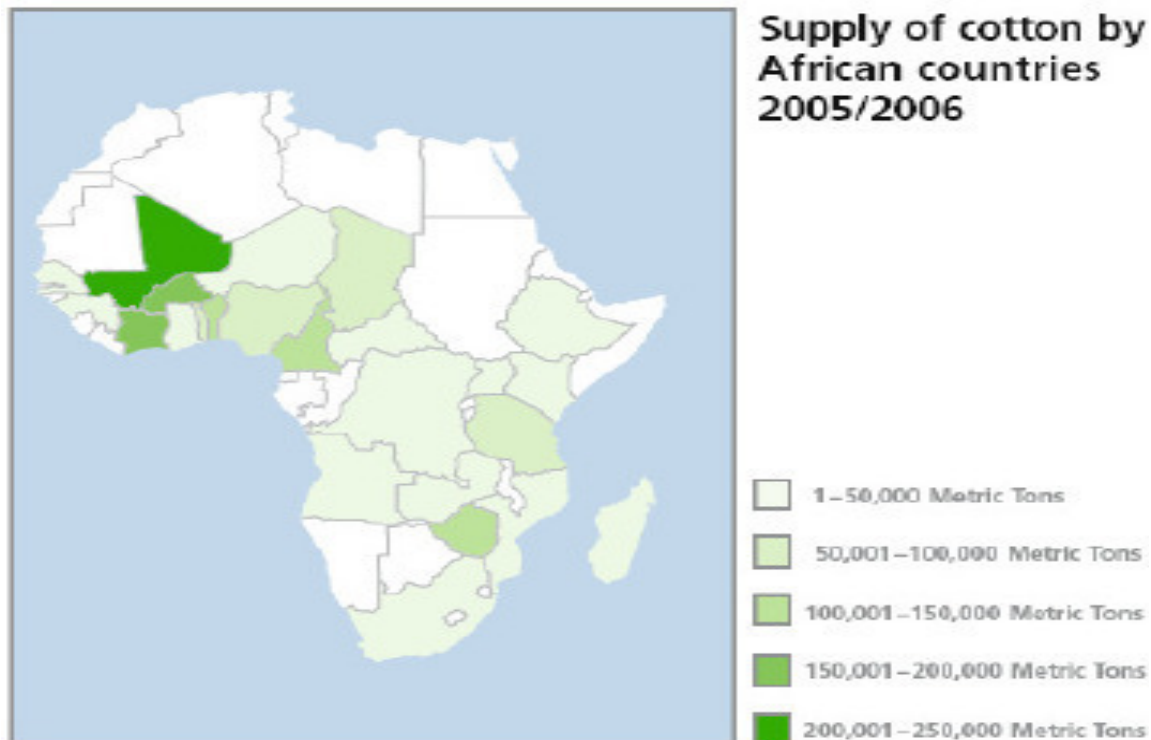 Supply of cotton by
African countries
2005/2006
1–50,000 Metric Tons
50,001–100,000 Metric Tons
100,001–150,000 Metric Tons
150,001–200,000 Metric Tons
200,001–250,000 Metric Tons